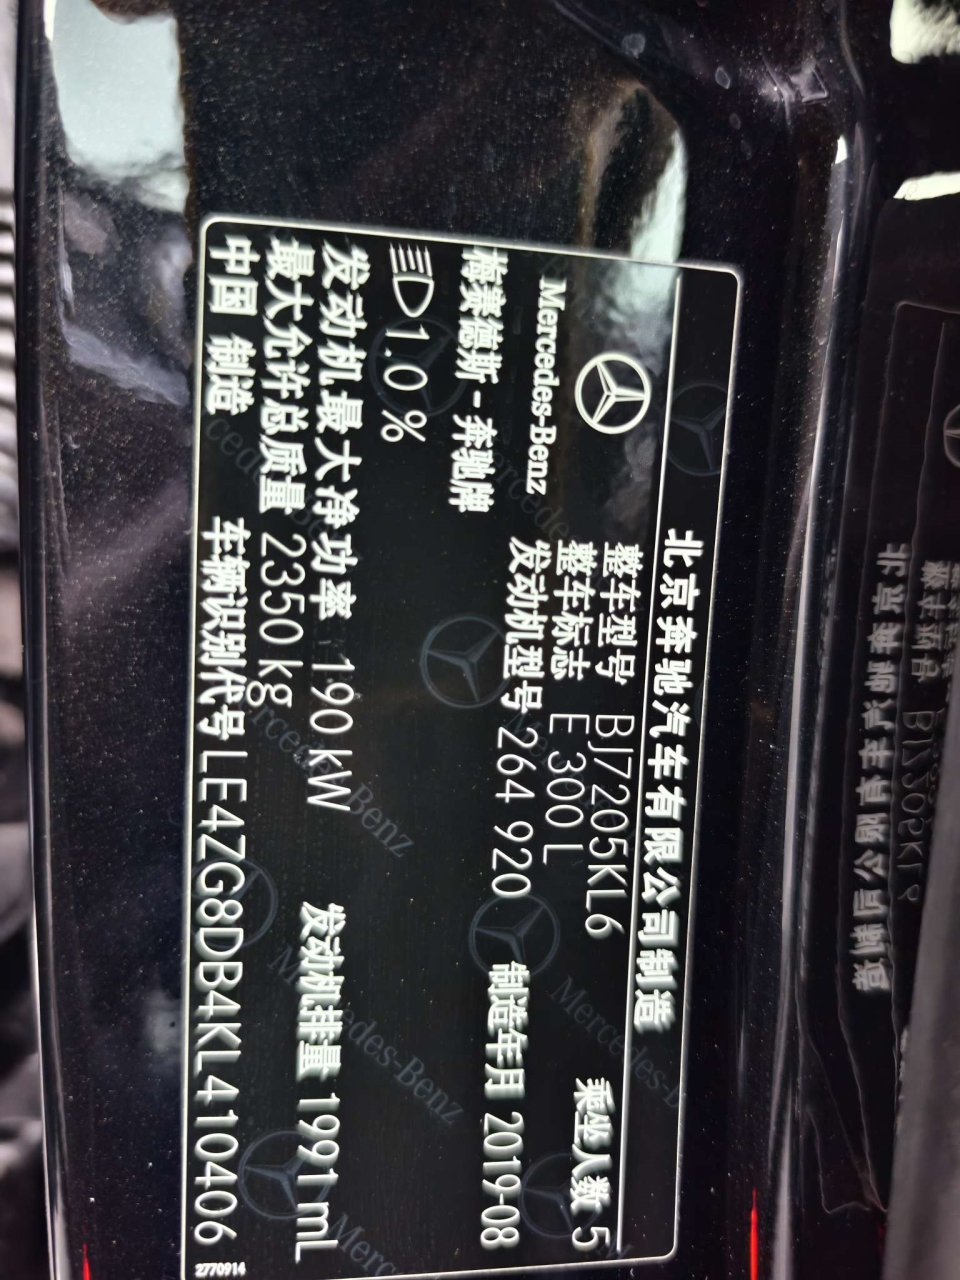 北京奔驰汽车有限公司制造
Mercedes-Benz
梅赛德斯-奔驰牌
整车型号 BJ7205KL6 乘坐人数 5
整车标志 E 300 L
发动机型号 264 920 制造年月 2019-08
1.0 %
发动机最大净功率 190 kW 发动机排量 1991 mL
最大允许总质量 2350 kg
中国 制造 车辆识别代号 LE4ZG8DB4KL410406
2770914